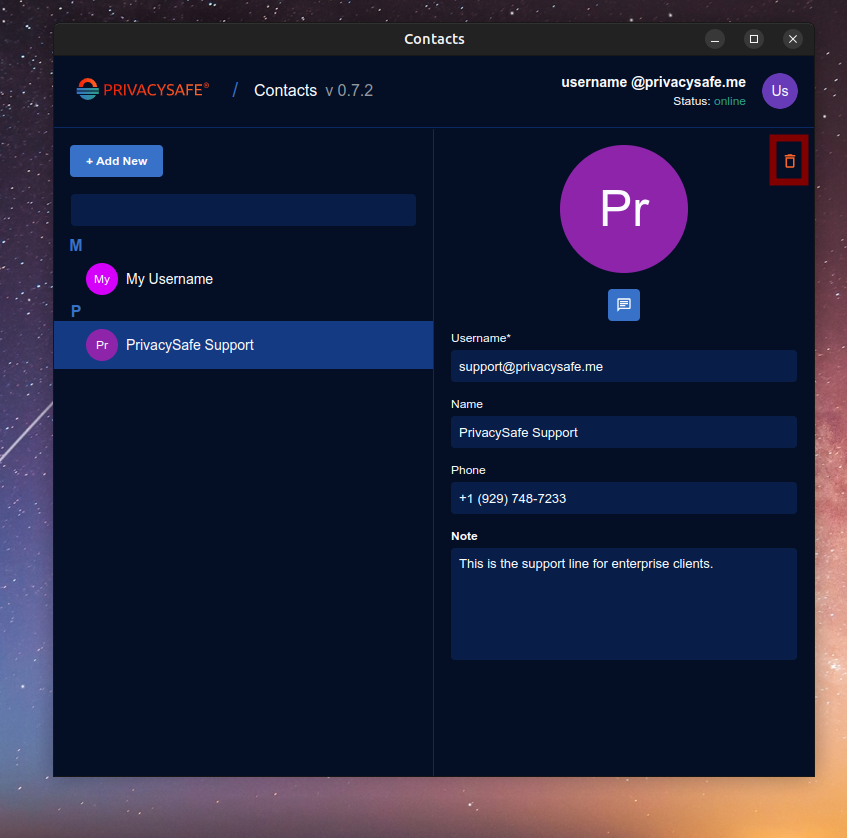 Contacts
PRIVACYSAFE® / Contacts v 0.7.2
username @privacysafe.me
Status: online
Us
+ Add New
M
My My Username
P
Pr PrivacySafe Support
Pr
Username*
support@privacysafe.me
Name
PrivacySafe Support
Phone
+1 (929) 748-7233
Note
This is the support line for enterprise clients.